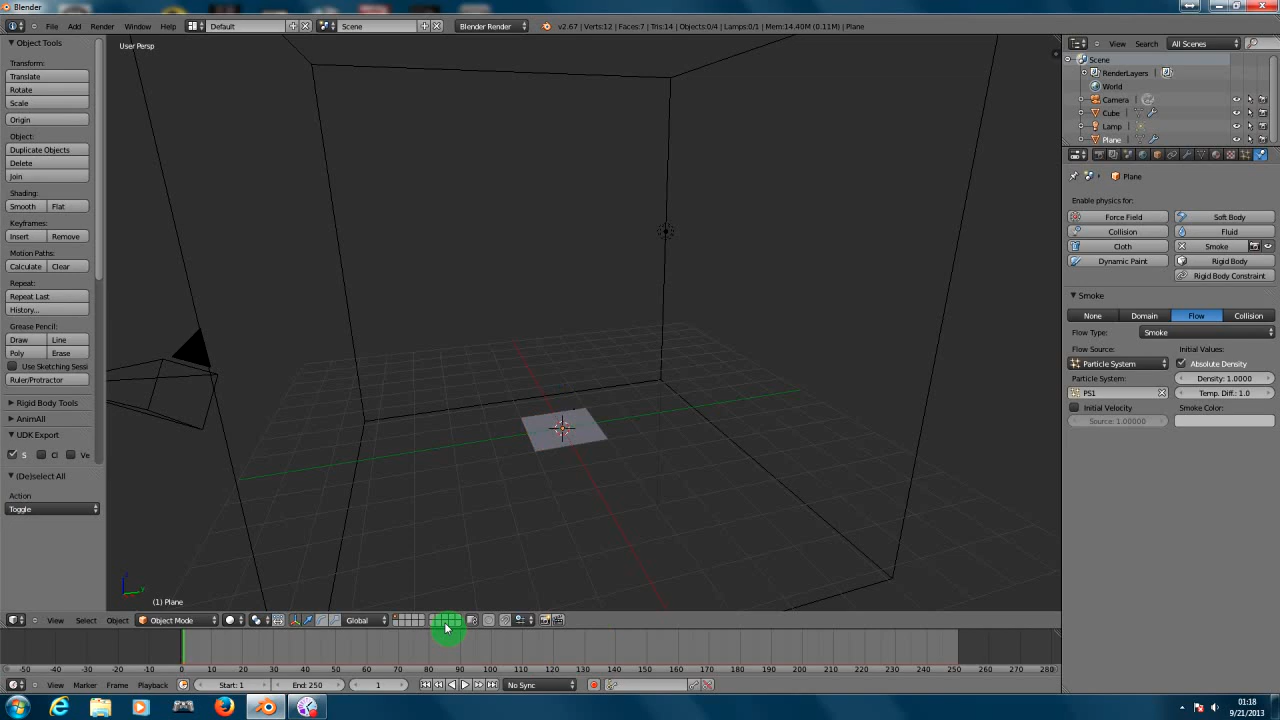 Blender
File Add Render Window Help Default Scene Blender Render v2.67 | Verts:12 | Faces:7 | Tris:14 | Objects:0/4 | Lamps:0/1 | Mem:14.40M (0.11M) | Plane
Object Tools
Transform:
Translate
Rotate
Scale
Origin
Object:
Duplicate Objects
Delete
Join
Shading:
Smooth Flat
Keyframes:
Insert Remove
Motion Paths:
Calculate Clear
Repeat:
Repeat Last
History...
Grease Pencil:
Draw Line
Poly Erase
Use Sketching Sessi
Ruler/Protractor
Rigid Body Tools
AnimAll
UDK Export
S Cl Ve
(De)select All
Action
Toggle
User Persp
(1) Plane
View Search All Scenes
Scene
RenderLayers
World
Camera
Cube
Lamp
Plane
Plane
Enable physics for:
Force Field Soft Body
Collision Fluid
Cloth Smoke
Dynamic Paint Rigid Body
Rigid Body Constraint
Smoke
None Domain Flow Collision
Flow Type: Smoke
Flow Source: Initial Values:
Particle System Absolute Density
Particle System: Density: 1.0000
PS1 Temp. Diff.: 1.0
Initial Velocity Smoke Color:
Source: 1.00000
View Select Object Object Mode Global
-50 -40 -30 -20 -10 0 10 20 30 40 50 60 70 80 90 100 110 120 130 140 150 160 170 180 190 200 210 220 230 240 250 260 270 280
View Marker Frame Playback Start: 1 End: 250 1 No Sync
01:18
9/21/2013